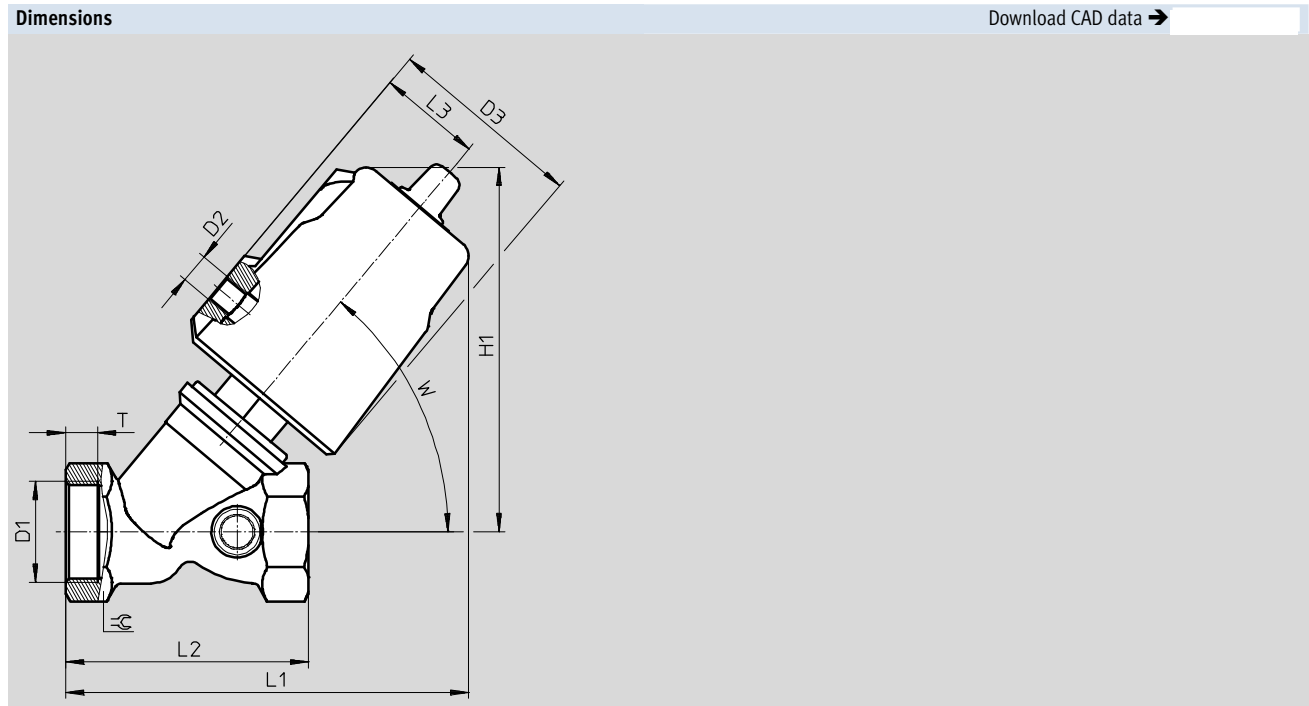 Dimensions
Download CAD data ➔
D3
L3
D2
H1
W
T
D1
L2
L1